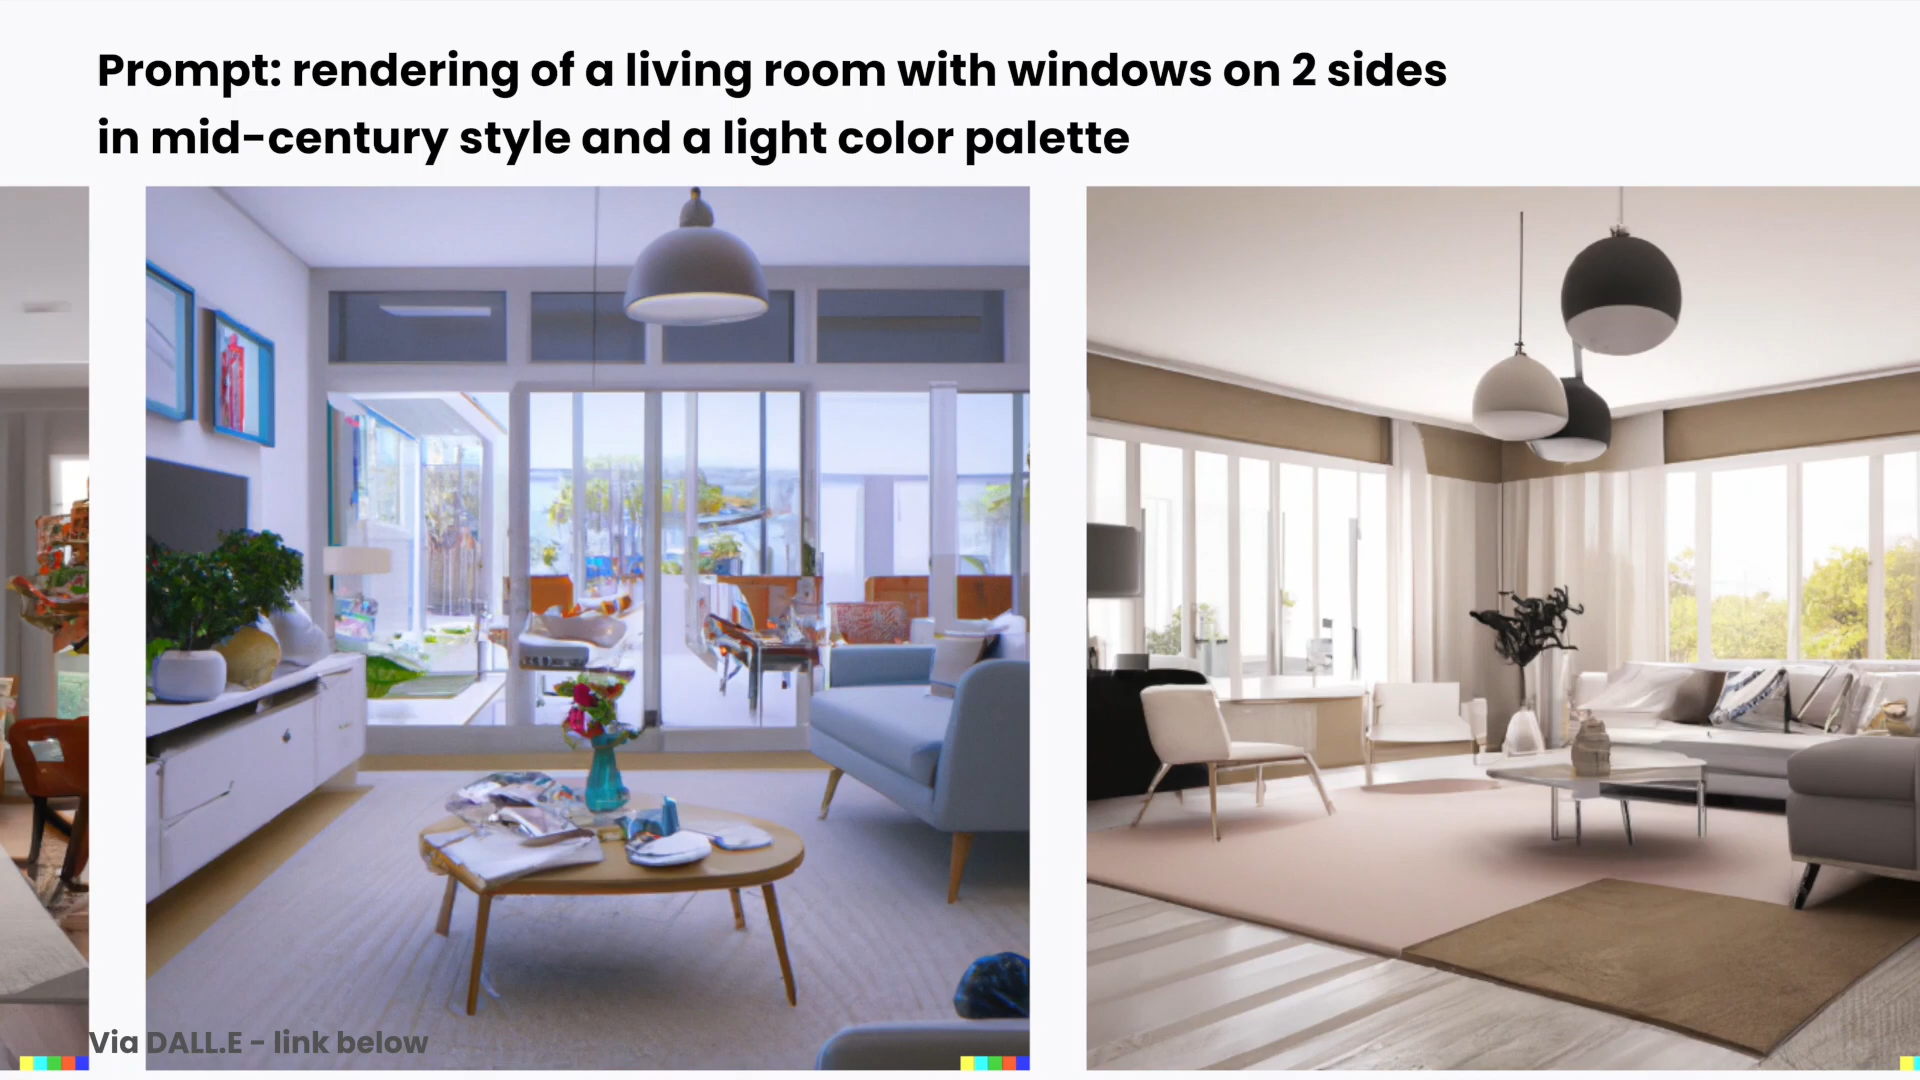 Prompt: rendering of a living room with windows on 2 sides
in mid-century style and a light color palette
Via DALL.E - link below